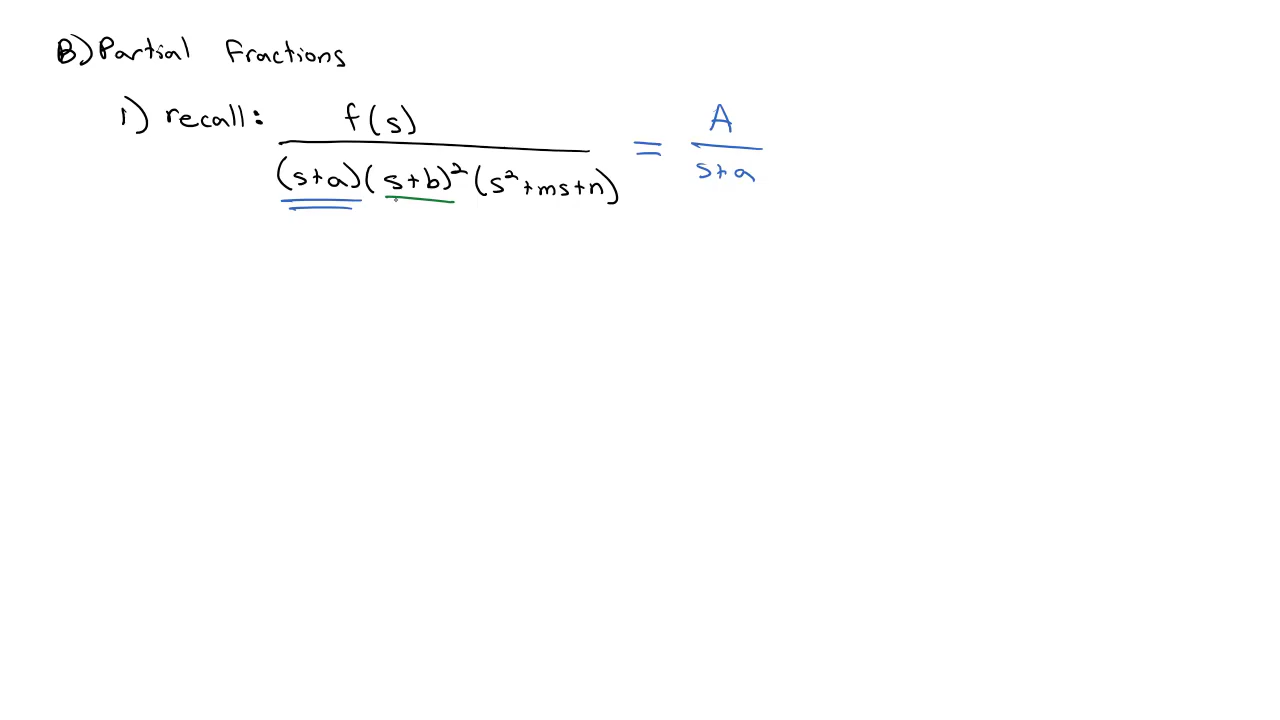 B) Partial Fractions
1) recall: f(s) / (s+a)(s+b)² (s²+ms+n) = A / s+a